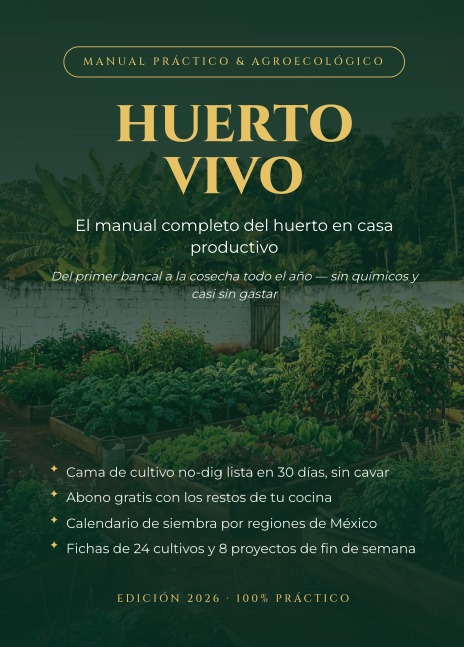 MANUAL PRÁCTICO & AGROECOLÓGICO
HUERTO
VIVO
El manual completo del huerto en casa
productivo
Del primer bancal a la cosecha todo el año — sin químicos y
casi sin gastar
Cama de cultivo no-dig lista en 30 días, sin cavar
Abono gratis con los restos de tu cocina
Calendario de siembra por regiones de México
Fichas de 24 cultivos y 8 proyectos de fin de semana
EDICIÓN 2026 · 100% PRÁCTICO